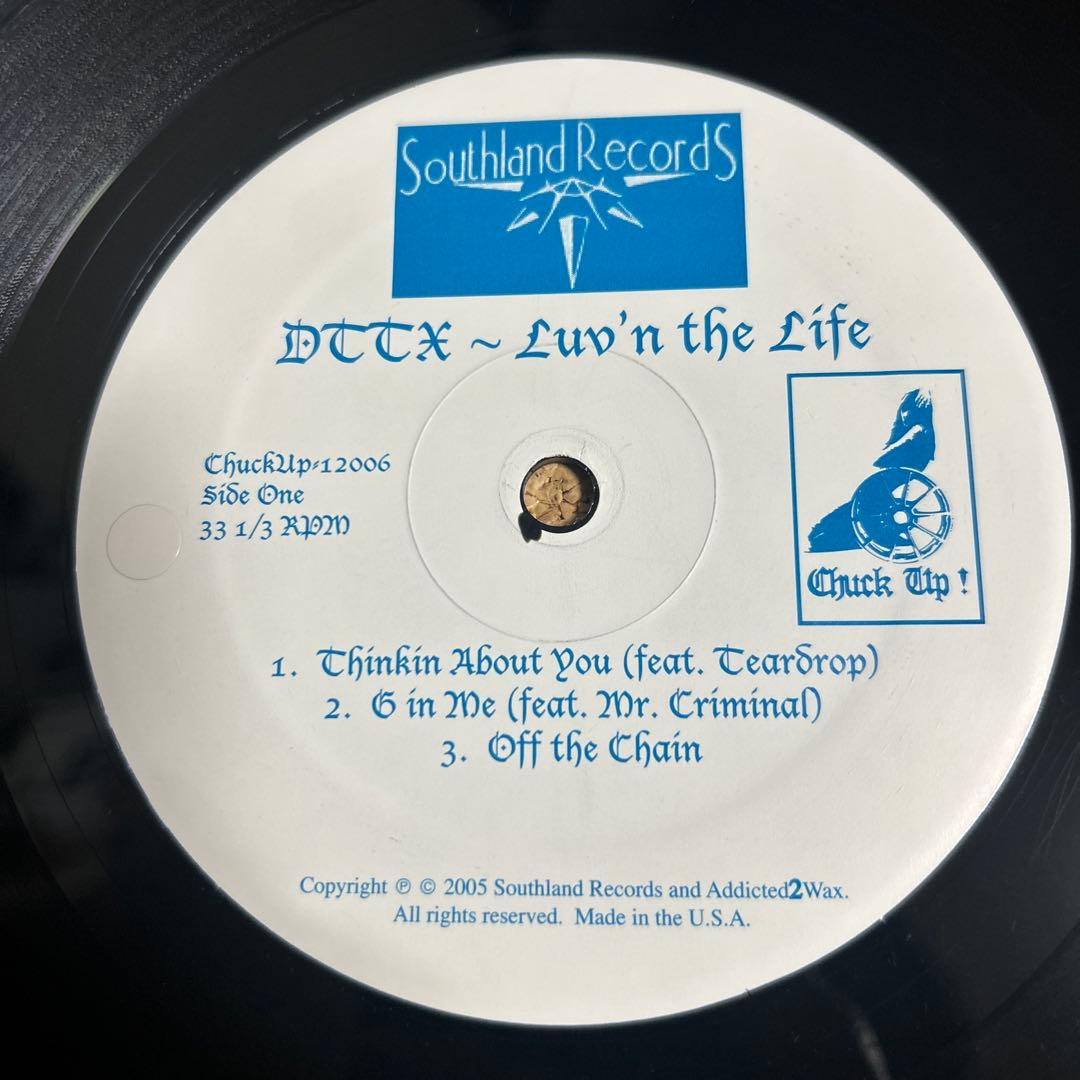 Southland Records
DTTX ~ Luv'n the Life
ChuckUp-12006
Side One
33 1/3 RPM
Chuck Up !
1. Thinkin About You (feat. Teardrop)
2. G in Me (feat. Mr. Criminal)
3. Off the Chain
Copyright ℗ © 2005 Southland Records and Addicted2Wax.
All rights reserved. Made in the U.S.A.